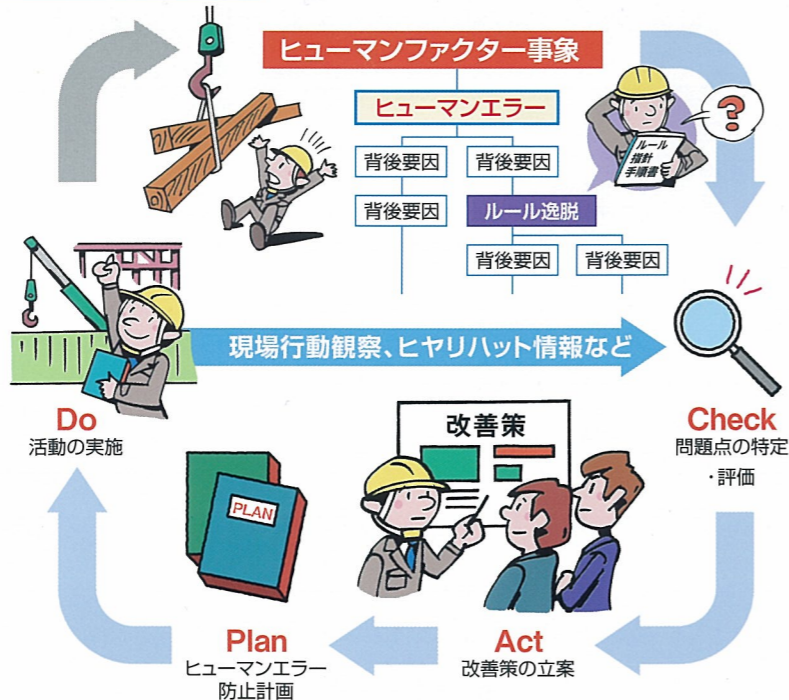 ヒューマンファクター事象
ヒューマンエラー
背後要因
背後要因
背後要因
ルール逸脱
背後要因
背後要因
ルール
指針
手順書
?
現場行動観察、ヒヤリハット情報など
Do
活動の実施
Check
問題点の特定
・評価
改善策
PLAN
Plan
ヒューマンエラー
防止計画
Act
改善策の立案